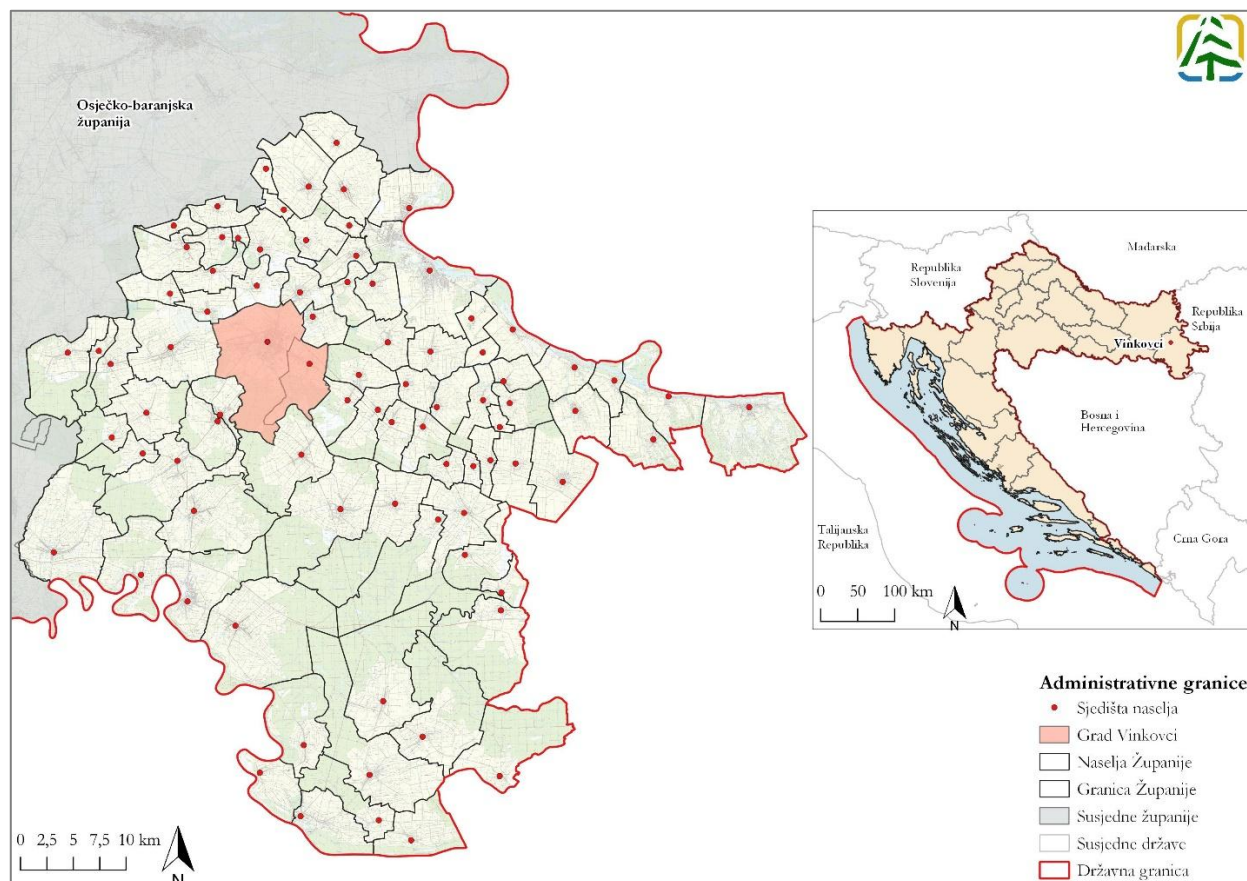 Osječko-baranjska
županija
0 2,5 5 7,5 10 km
N
Republika
Slovenija
Mađarska
Republika
Srbija
Vinkovci
Bosna i
Hercegovina
Talijanska
Republika
Crna Gora
0 50 100 km
N
Administrativne granice
Sjedišta naselja
Grad Vinkovci
Naselja Županije
Granica Županije
Susjedne županije
Susjedne države
Državna granica